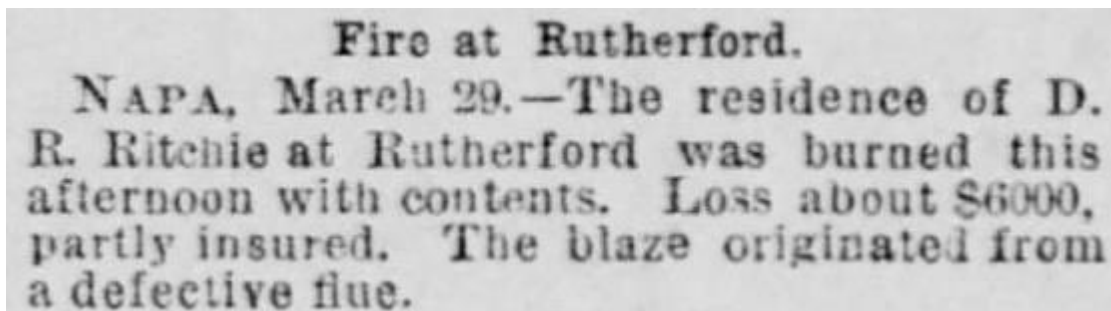 Fire at Rutherford.
NAPA, March 29.—The residence of D.
R. Ritchie at Rutherford was burned this
afternoon with contents. Loss about $6000,
partly insured. The blaze originated from
a defective flue.